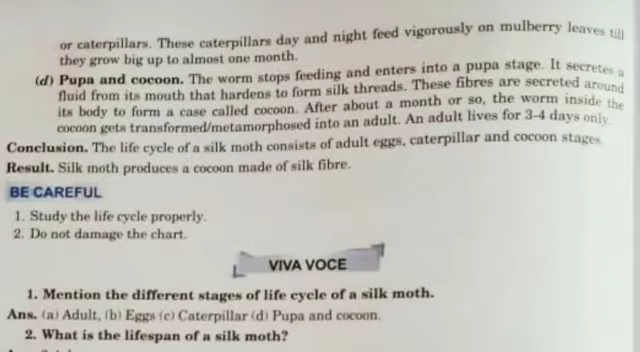 or caterpillars. These caterpillars day and night feed vigorously on mulberry leaves till
they grow big up to almost one month.
(d) Pupa and cocoon. The worm stops feeding and enters into a pupa stage. It secretes a
fluid from its mouth that hardens to form silk threads. These fibres are secreted around
its body to form a case called cocoon. After about a month or so, the worm inside the
cocoon gets transformed/metamorphosed into an adult. An adult lives for 3-4 days only.
Conclusion. The life cycle of a silk moth consists of adult eggs, caterpillar and cocoon stages.
Result. Silk moth produces a cocoon made of silk fibre.
BE CAREFUL
1. Study the life cycle properly.
2. Do not damage the chart.
VIVA VOCE
1. Mention the different stages of life cycle of a silk moth.
Ans. (a) Adult, (b) Eggs (c) Caterpillar (d) Pupa and cocoon.
2. What is the lifespan of a silk moth?